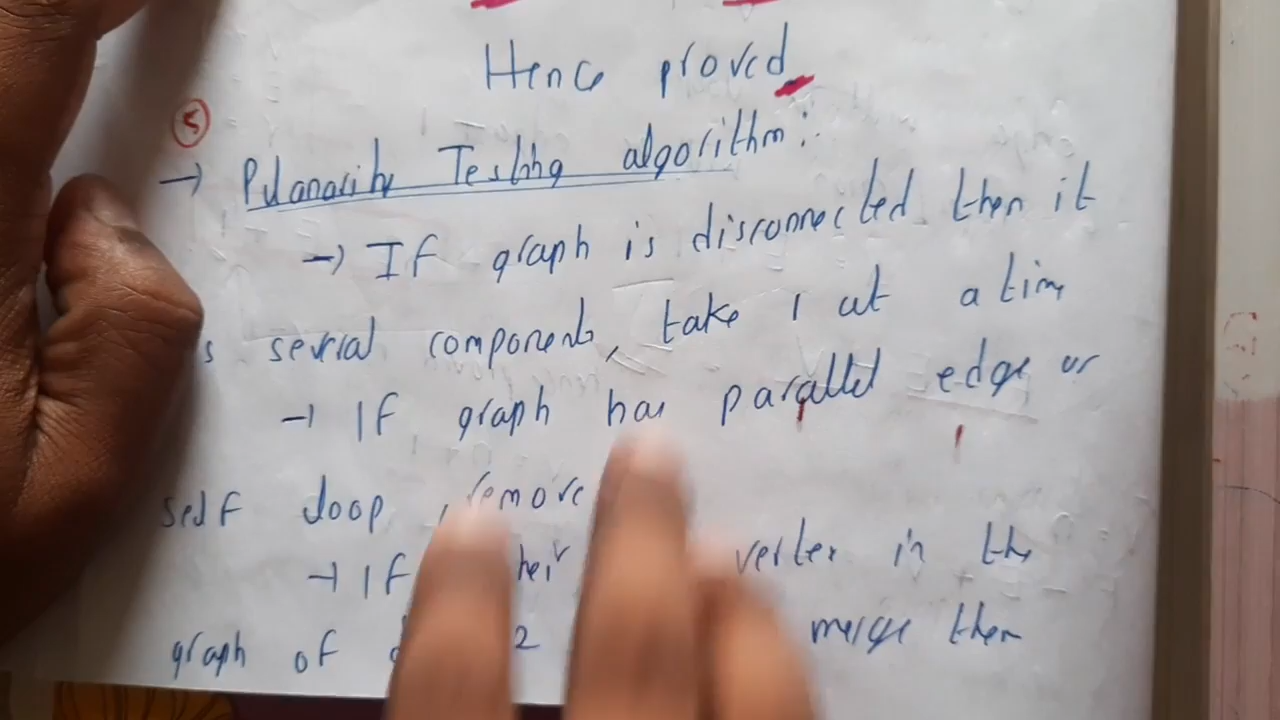 Hence proved
5
→ Planarity Testing algorithm:
→ If graph is disconnected then it
s sevrial components, take 1 at a time
→ If graph has parallel edge or
self loop, remove
→ If their vertex in the
graph of 2 merge them